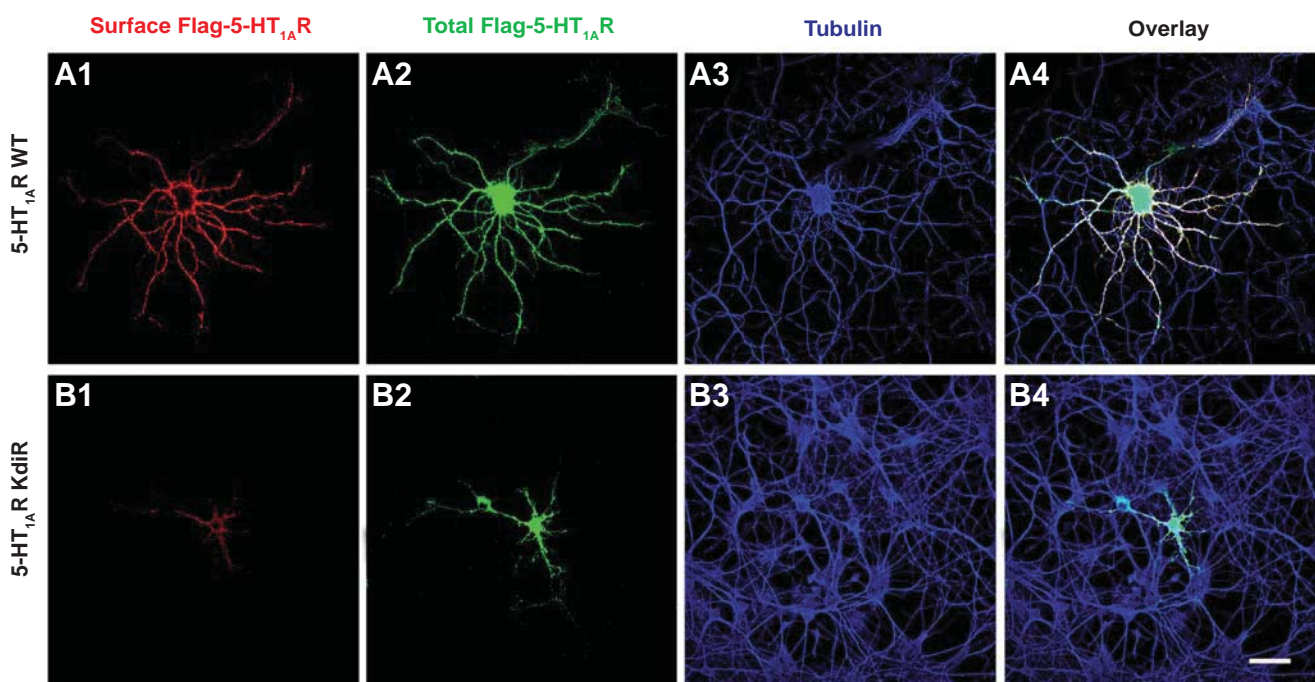 Surface Flag-5-HT1AR Total Flag-5-HT1AR Tubulin Overlay
5-HT1AR WT
A1 A2 A3 A4
5-HT1AR KdiR
B1 B2 B3 B4